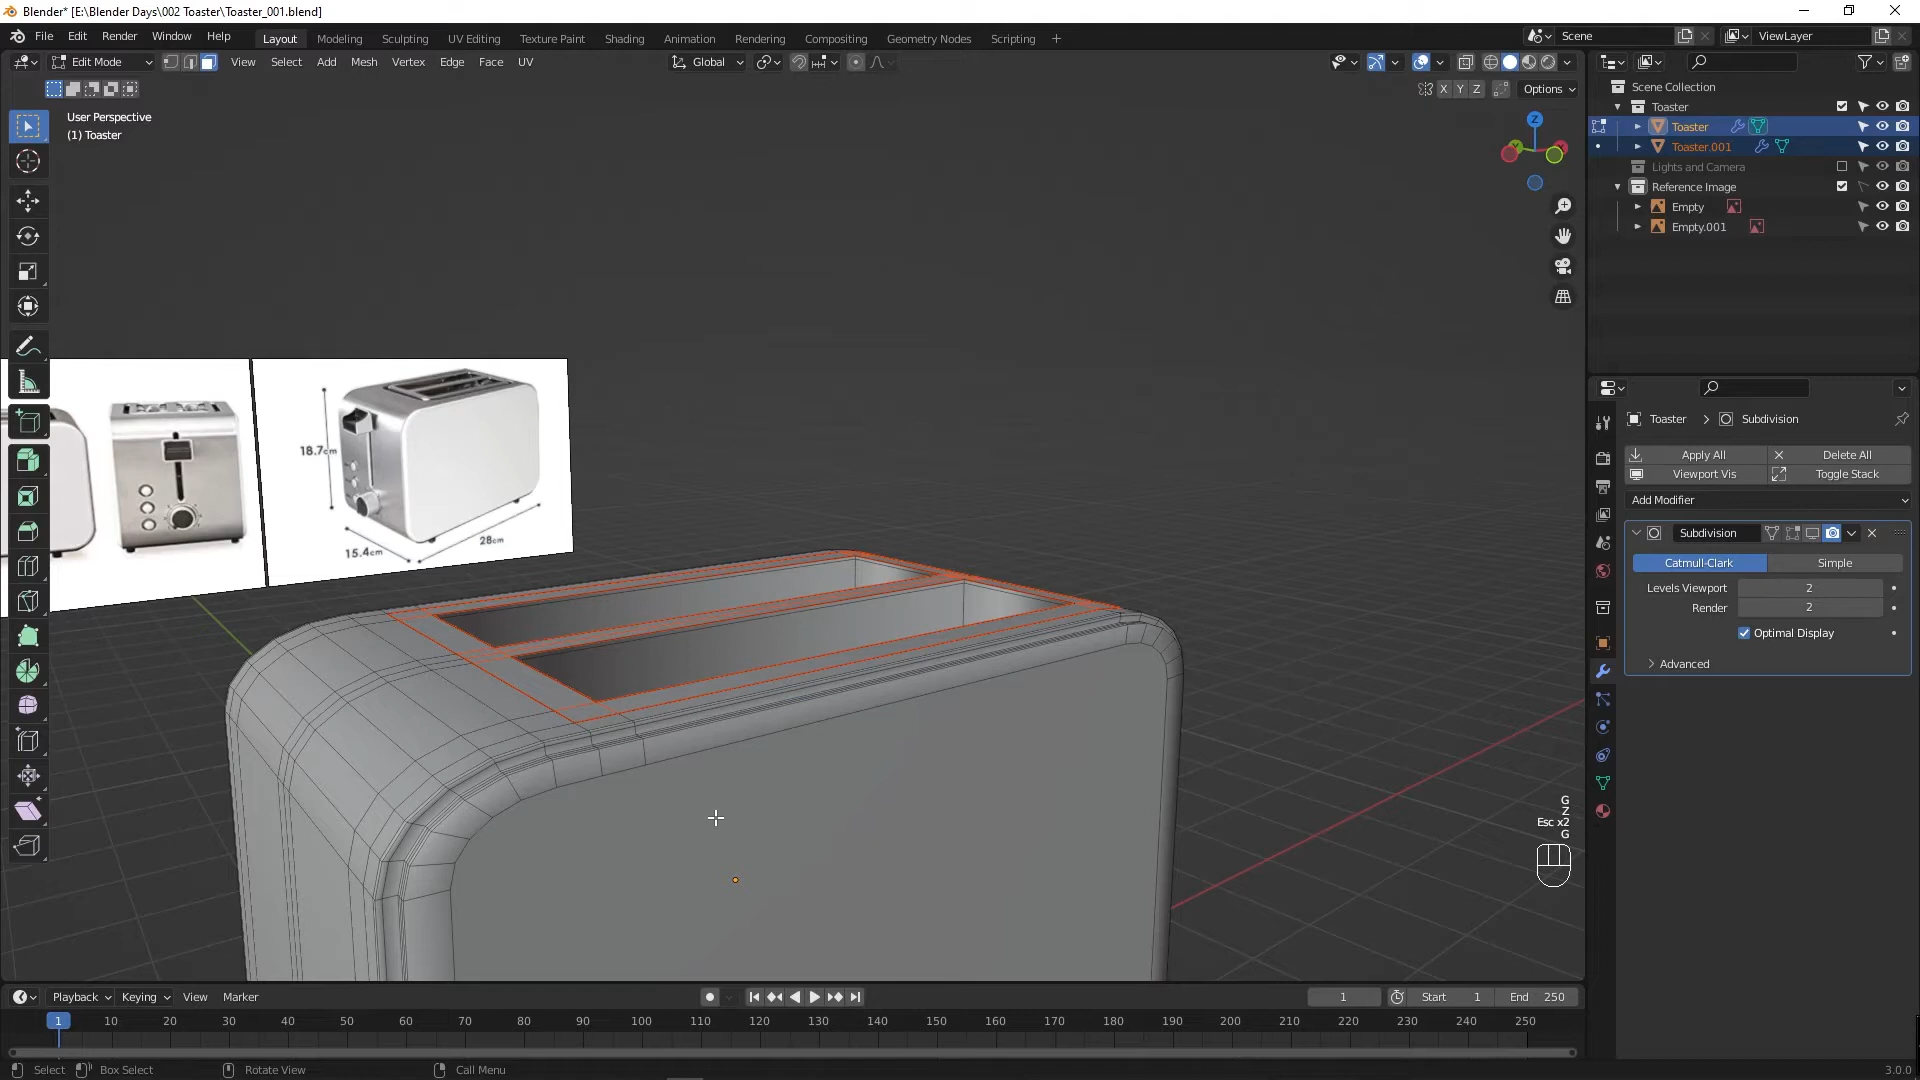 Blender* [E:\Blender Days\002 Toaster\Toaster_001.blend]
File Edit Render Window Help Layout Modeling Sculpting UV Editing Texture Paint Shading Animation Rendering Compositing Geometry Nodes Scripting + Scene ViewLayer
Edit Mode View Select Add Mesh Vertex Edge Face UV Global
X Y Z Options
User Perspective
(1) Toaster
Z
Scene Collection
Toaster
Toaster
Toaster.001
Lights and Camera
Reference Image
Empty
Empty.001
18.7cm
15.4cm
28cm
Toaster > Subdivision
Apply All Delete All
Viewport Vis Toggle Stack
Add Modifier
Subdivision
Catmull-Clark Simple
Levels Viewport 2
Render 2
Optimal Display
Advanced
G
Z
Esc x2
G
Playback Keying View Marker 1 Start 1 End 250
1 10 20 30 40 50 60 70 80 90 100 110 120 130 140 150 160 170 180 190 200 210 220 230 240 250
Select Box Select Rotate View Call Menu 3.0.0